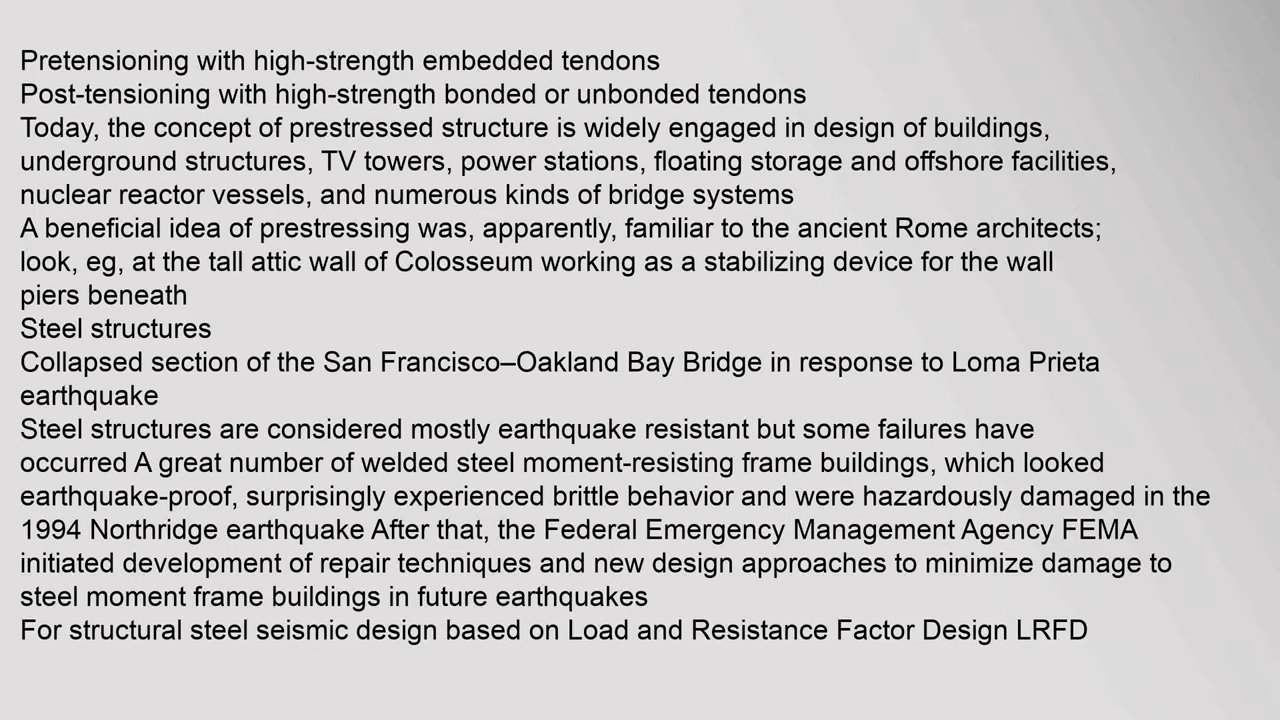 Pretensioning with high-strength embedded tendons
Post-tensioning with high-strength bonded or unbonded tendons
Today, the concept of prestressed structure is widely engaged in design of buildings,
underground structures, TV towers, power stations, floating storage and offshore facilities,
nuclear reactor vessels, and numerous kinds of bridge systems
A beneficial idea of prestressing was, apparently, familiar to the ancient Rome architects;
look, eg, at the tall attic wall of Colosseum working as a stabilizing device for the wall
piers beneath
Steel structures
Collapsed section of the San Francisco–Oakland Bay Bridge in response to Loma Prieta
earthquake
Steel structures are considered mostly earthquake resistant but some failures have
occurred A great number of welded steel moment-resisting frame buildings, which looked
earthquake-proof, surprisingly experienced brittle behavior and were hazardously damaged in the
1994 Northridge earthquake After that, the Federal Emergency Management Agency FEMA
initiated development of repair techniques and new design approaches to minimize damage to
steel moment frame buildings in future earthquakes
For structural steel seismic design based on Load and Resistance Factor Design LRFD